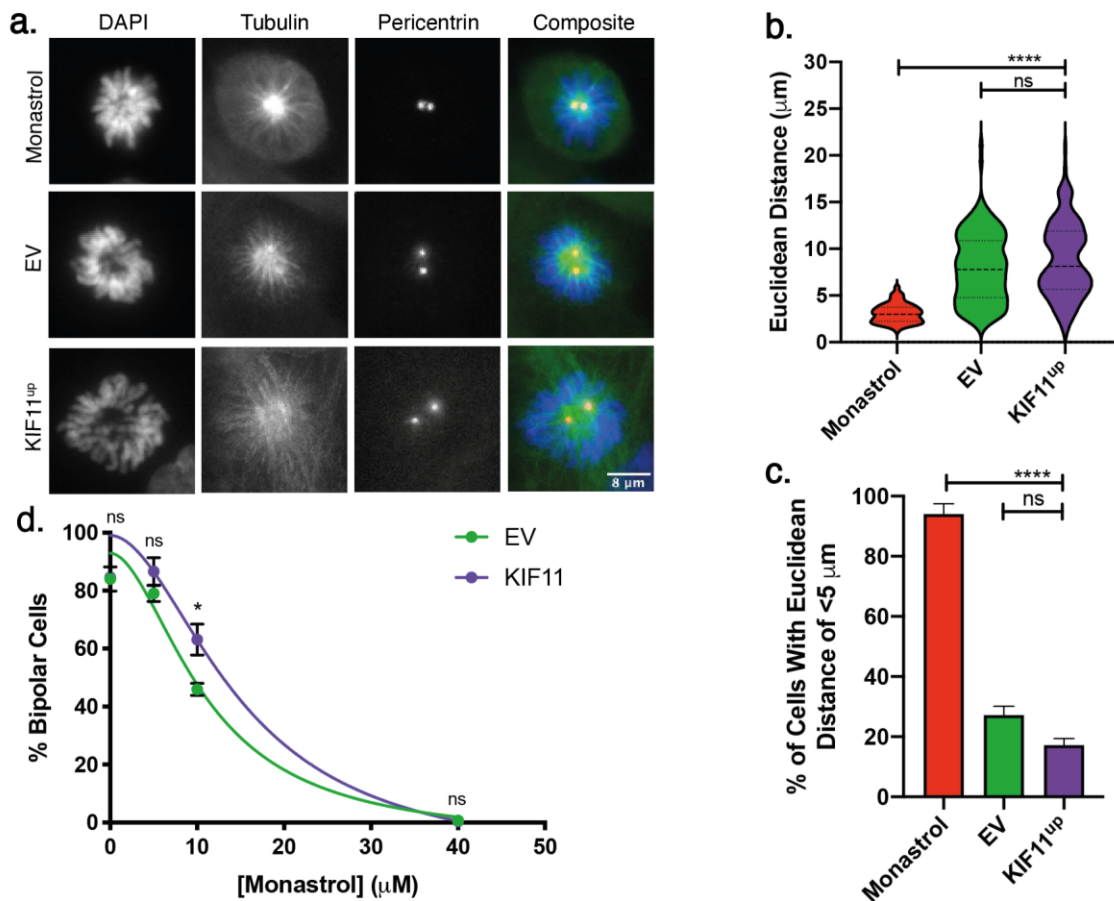 a.
DAPI Tubulin Pericentrin Composite
Monastrol
EV
KIF11up
8 μm
b.
Euclidean Distance (μm)
30
25
20
15
10
5
0
****
ns
Monastrol
EV
KIF11up
c.
% of Cells With Euclidean
Distance of <5 μm
100
80
60
40
20
0
****
ns
Monastrol
EV
KIF11up
d.
% Bipolar Cells
100
80
60
40
20
0
ns
ns
*
ns
EV
KIF11
0 10 20 30 40 50
[Monastrol] (μM)